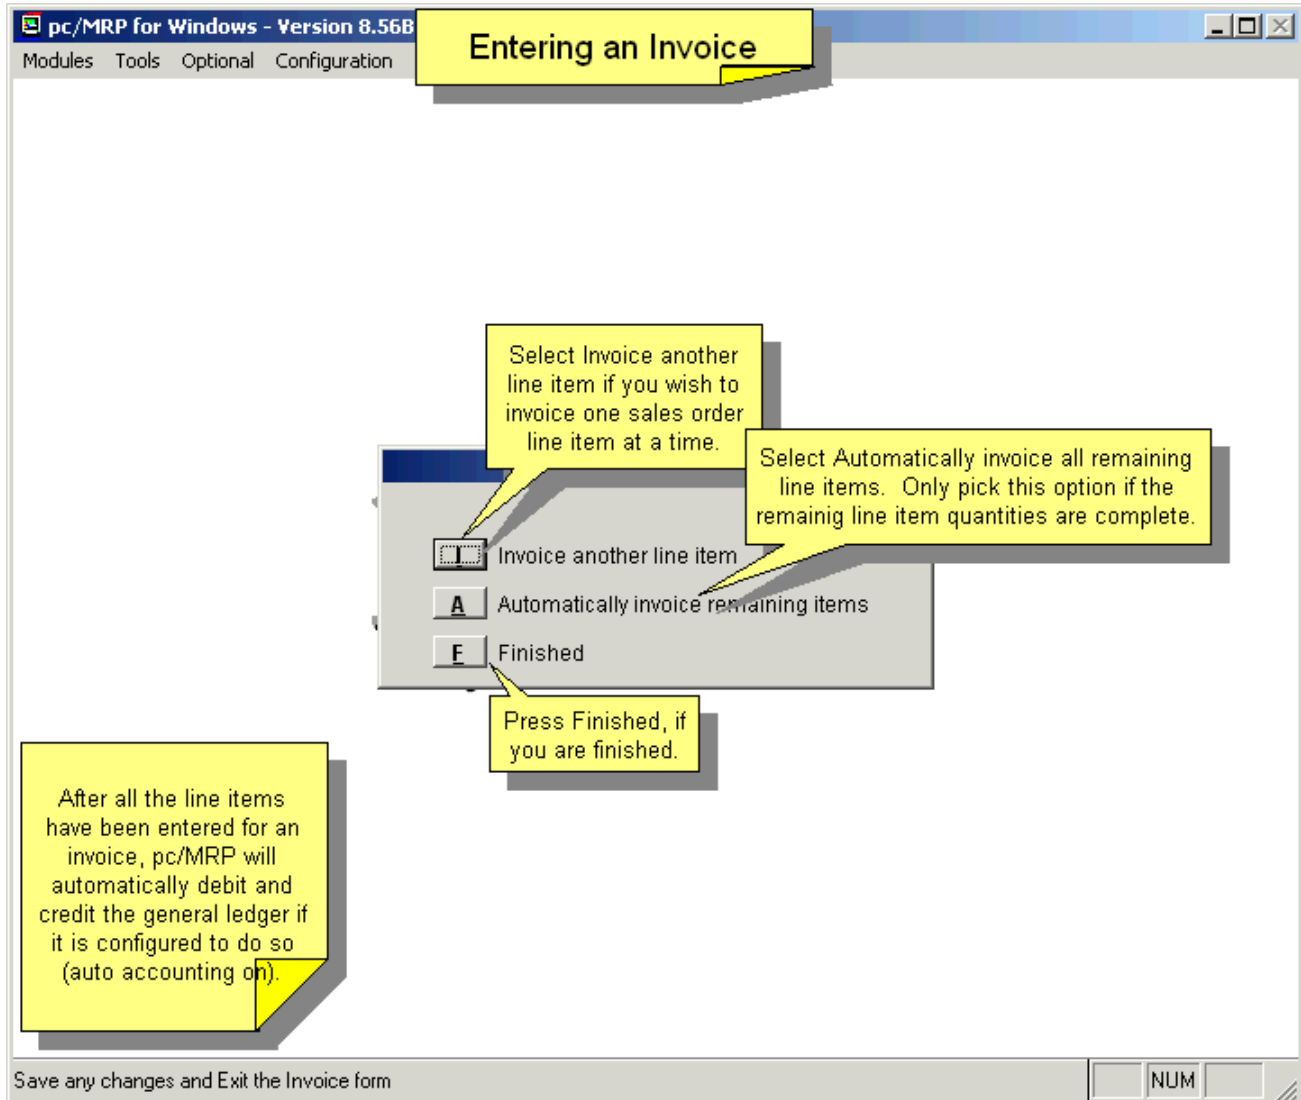 pc/MRP for Windows - Version 8.56B
Entering an Invoice
Modules Tools Optional Configuration
Select Invoice another
line item if you wish to
invoice one sales order
line item at a time.
Select Automatically invoice all remaining
line items. Only pick this option if the
remainig line item quantities are complete.
I Invoice another line item
A Automatically invoice remaining items
F Finished
Press Finished, if
you are finished.
After all the line items
have been entered for an
invoice, pc/MRP will
automatically debit and
credit the general ledger if
it is configured to do so
(auto accounting on).
Save any changes and Exit the Invoice form
NUM